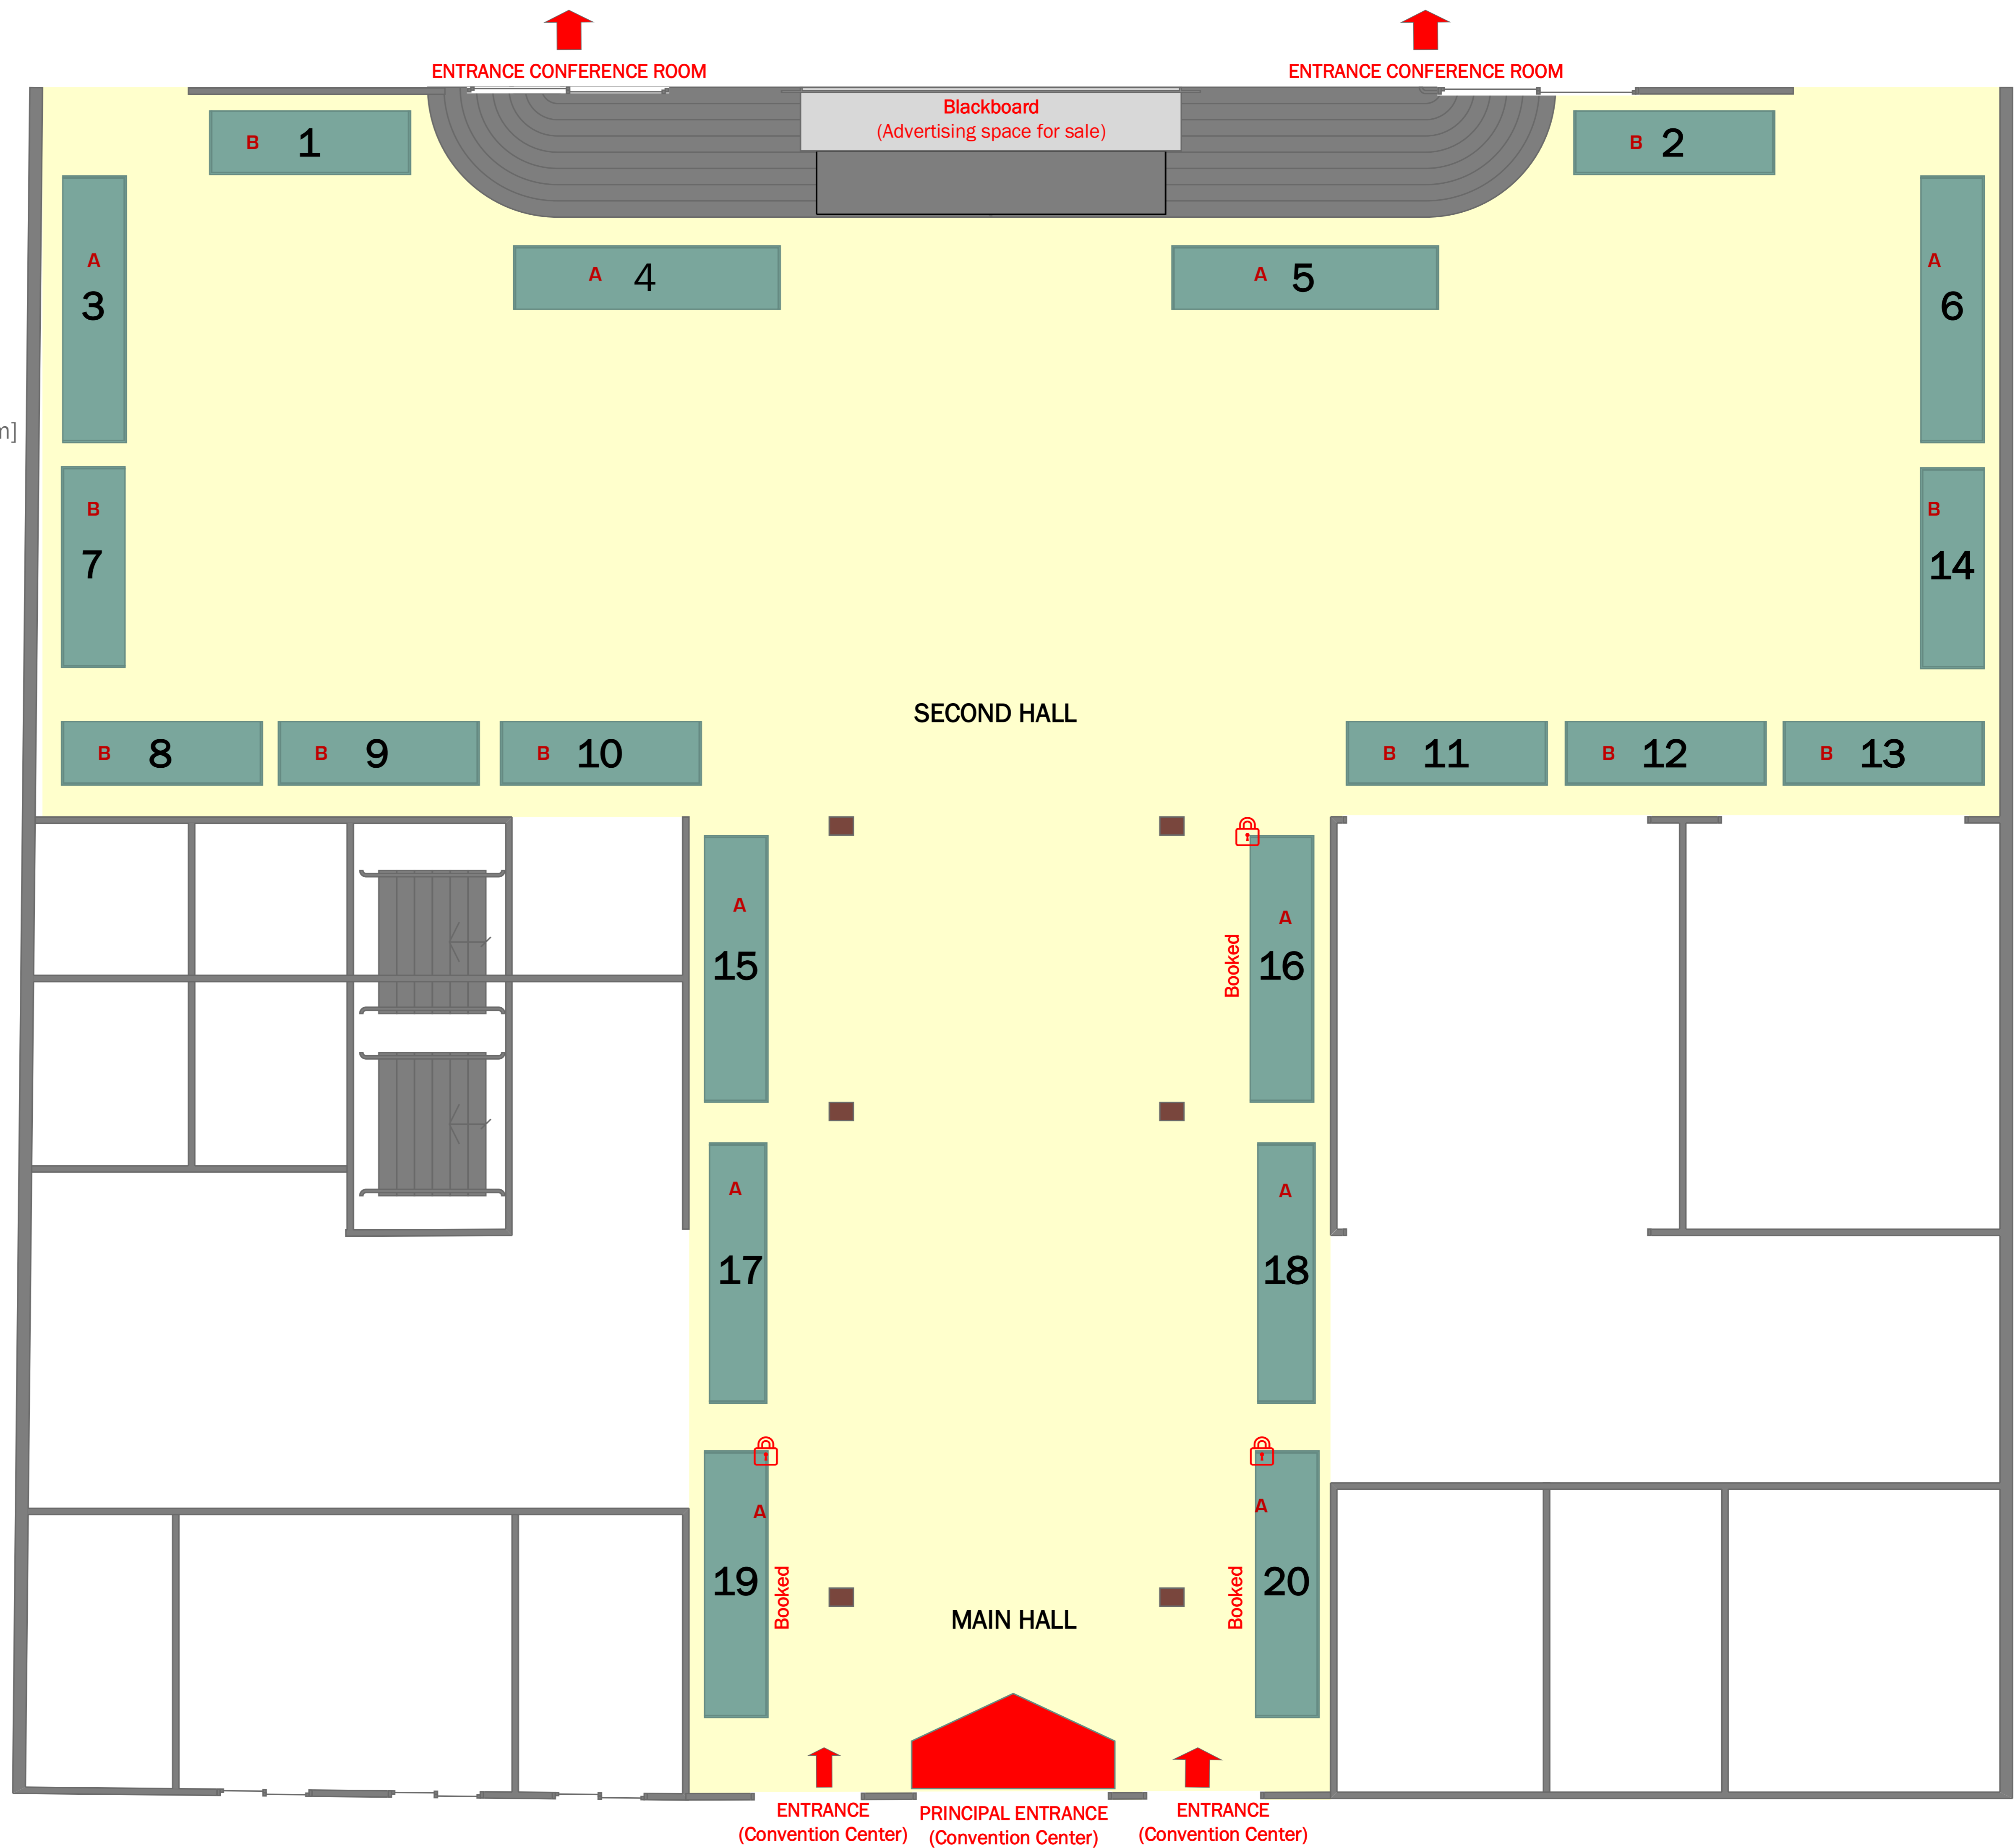 ENTRANCE CONFERENCE ROOM
ENTRANCE CONFERENCE ROOM
Blackboard
(Advertising space for sale)
B 1
B 2
A
3
A 4
A 5
A
6
m]
B
7
B
14
SECOND HALL
B 8
B 9
B 10
B 11
B 12
B 13
A
15
Booked
A
16
A
17
A
18
A
19
Booked
Booked
A
20
MAIN HALL
ENTRANCE
(Convention Center)
PRINCIPAL ENTRANCE
(Convention Center)
ENTRANCE
(Convention Center)